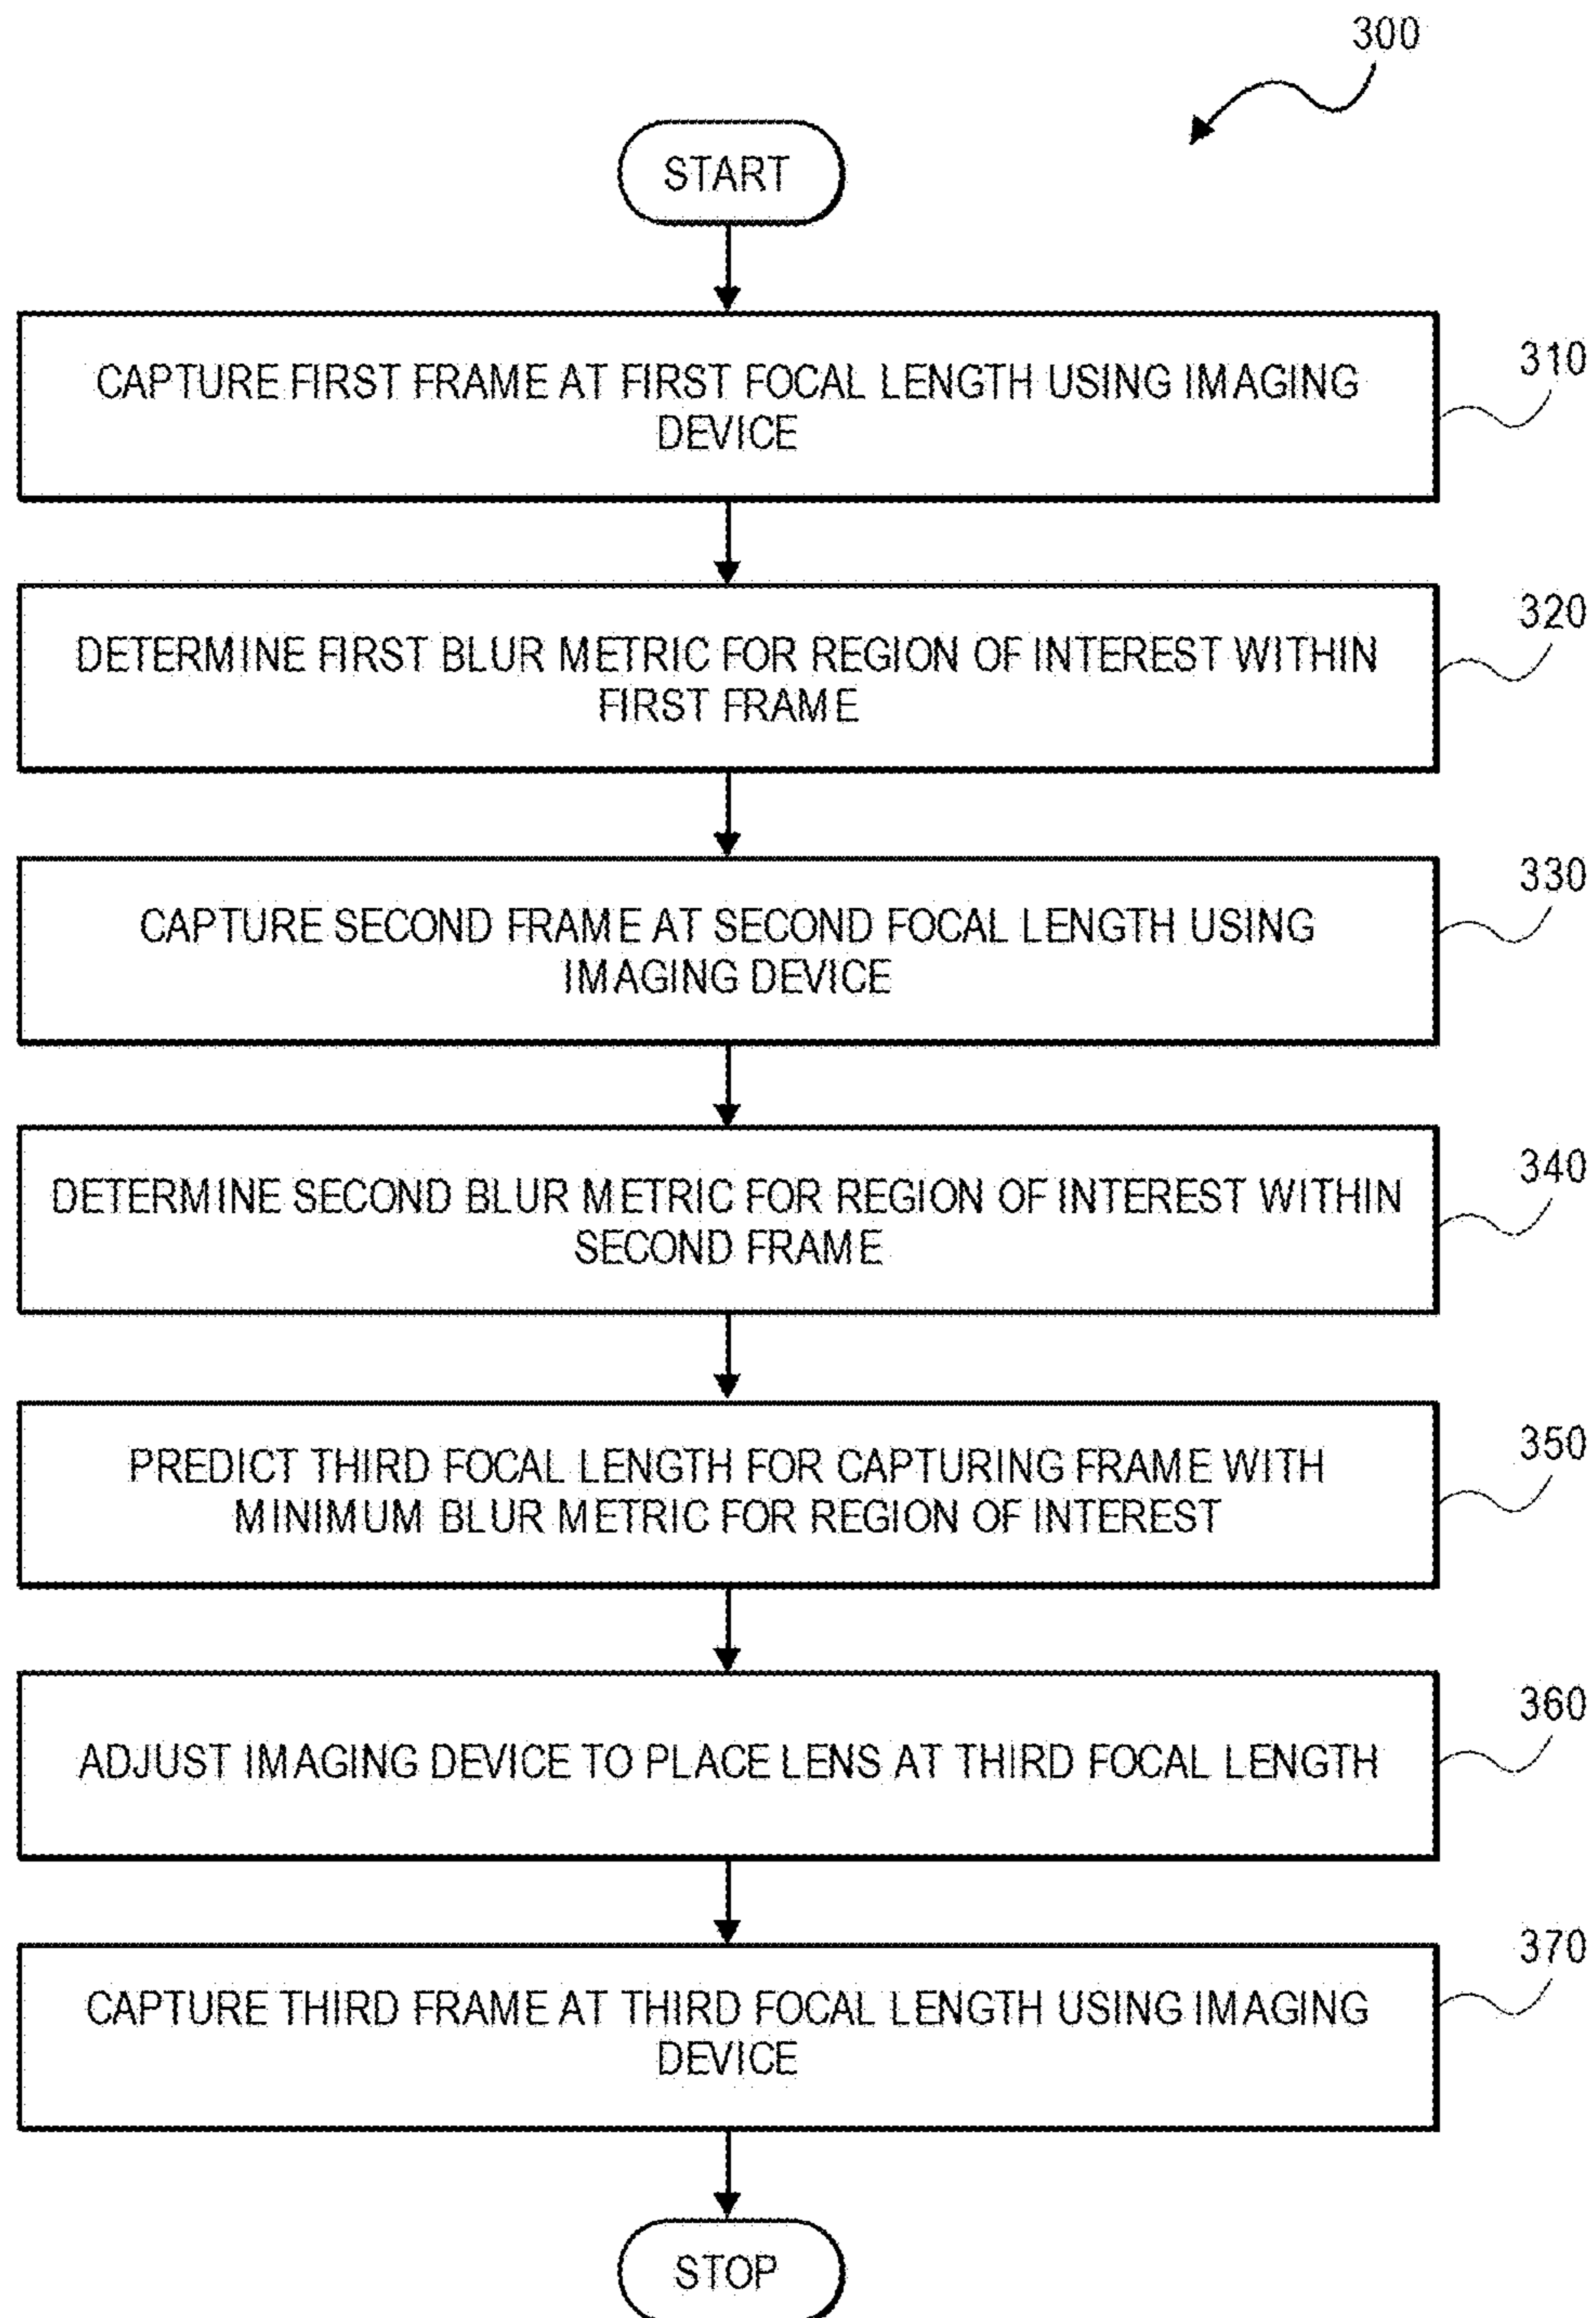 300
START
CAPTURE FIRST FRAME AT FIRST FOCAL LENGTH USING IMAGING
DEVICE
310
DETERMINE FIRST BLUR METRIC FOR REGION OF INTEREST WITHIN
FIRST FRAME
320
CAPTURE SECOND FRAME AT SECOND FOCAL LENGTH USING
IMAGING DEVICE
330
DETERMINE SECOND BLUR METRIC FOR REGION OF INTEREST WITHIN
SECOND FRAME
340
PREDICT THIRD FOCAL LENGTH FOR CAPTURING FRAME WITH
MINIMUM BLUR METRIC FOR REGION OF INTEREST
350
ADJUST IMAGING DEVICE TO PLACE LENS AT THIRD FOCAL LENGTH
360
CAPTURE THIRD FRAME AT THIRD FOCAL LENGTH USING IMAGING
DEVICE
370
STOP